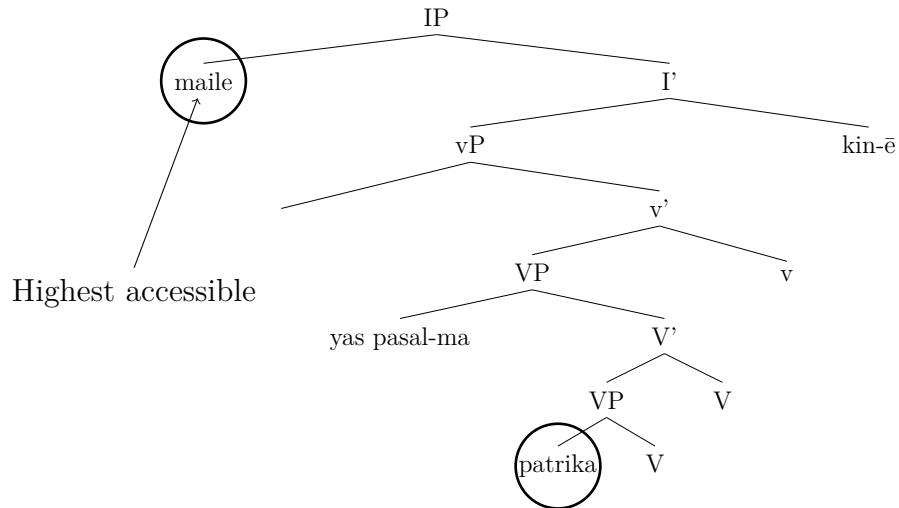 IP
maile
I'
vP
kin-ē
v'
Highest accessible
VP
v
yas pasal-ma
V'
VP
V
patrika
V